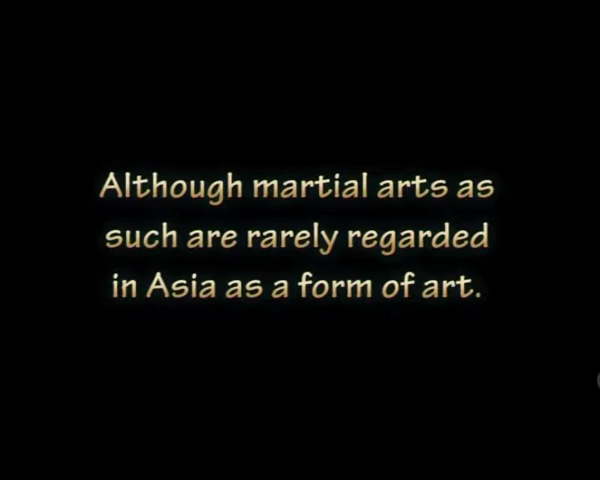 Although martial arts as
such are rarely regarded
in Asia as a form of art.